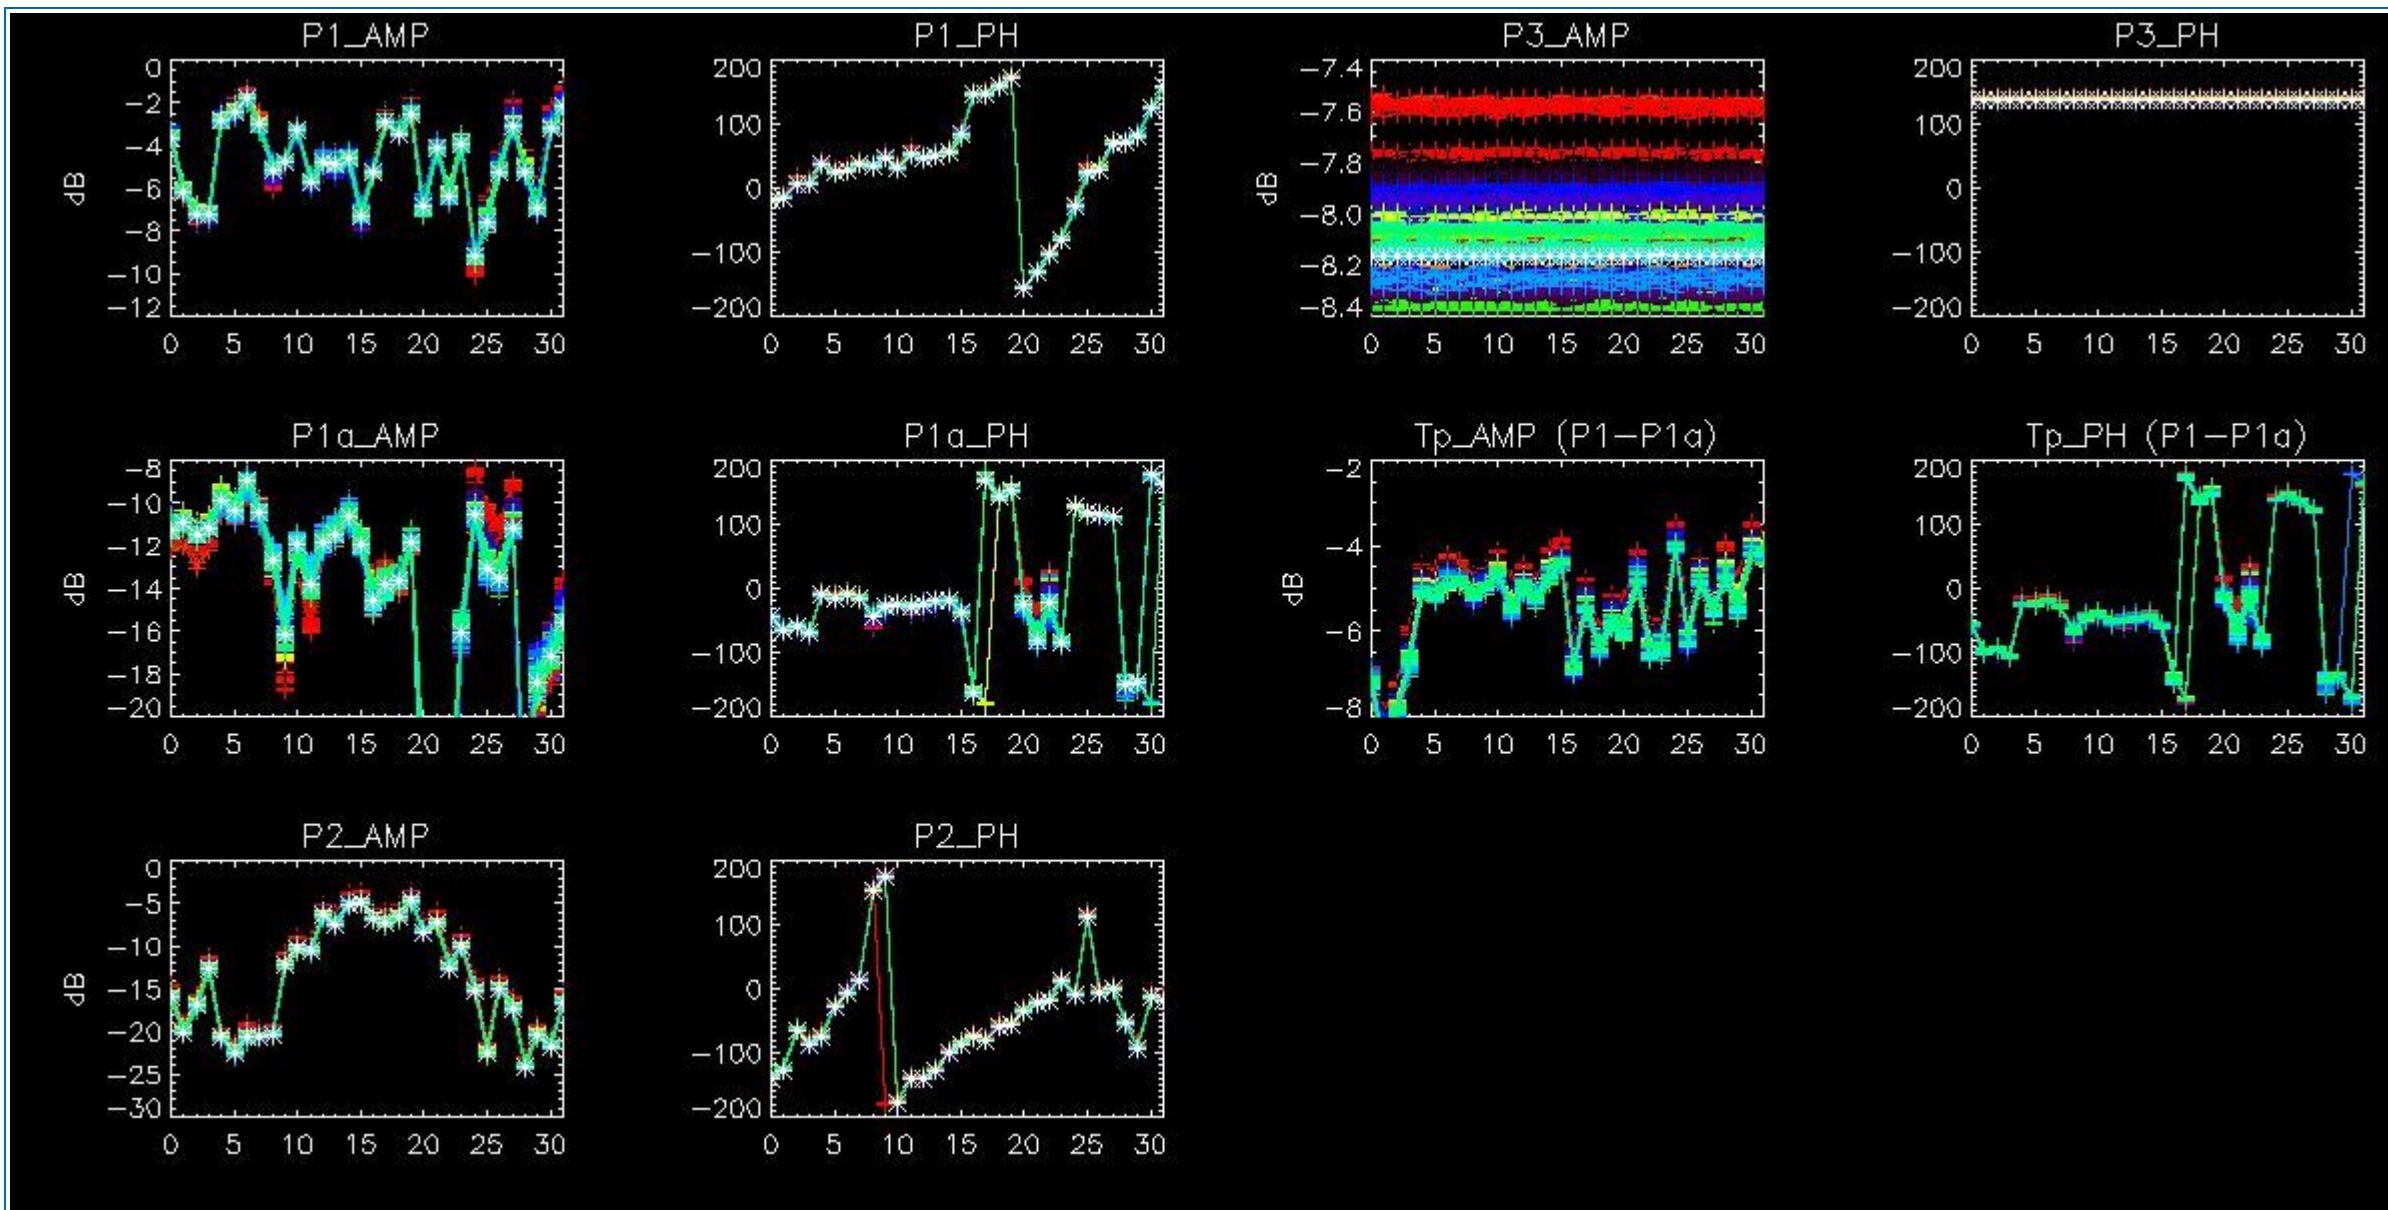 P1_AMP
0
−2
−4
−6
−8
−10
−12
dB
0 5 10 15 20 25 30
P1_PH
200
100
0
−100
−200
0 5 10 15 20 25 30
P3_AMP
−7.4
−7.6
−7.8
−8.0
−8.2
−8.4
dB
0 5 10 15 20 25 30
P3_PH
200
100
0
−100
−200
0 5 10 15 20 25 30
P1a_AMP
−8
−10
−12
−14
−16
−18
−20
dB
0 5 10 15 20 25 30
P1a_PH
200
100
0
−100
−200
0 5 10 15 20 25 30
Tp_AMP (P1−P1a)
−2
−4
−6
−8
dB
0 5 10 15 20 25 30
Tp_PH (P1−P1a)
200
100
0
−100
−200
0 5 10 15 20 25 30
P2_AMP
0
−5
−10
−15
−20
−25
−30
dB
0 5 10 15 20 25 30
P2_PH
200
100
0
−100
−200
0 5 10 15 20 25 30